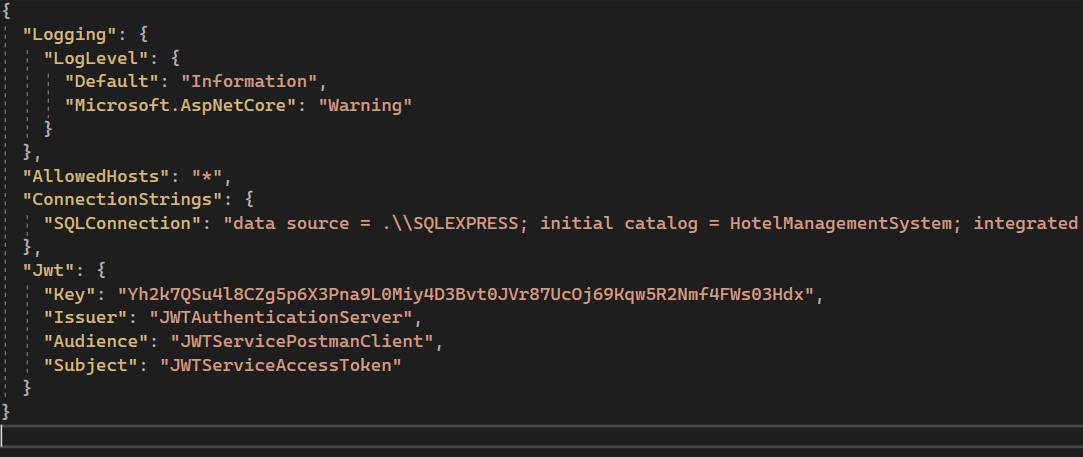 {
"Logging": {
"LogLevel": {
"Default": "Information",
"Microsoft.AspNetCore": "Warning"
}
},
"AllowedHosts": "*",
"ConnectionStrings": {
"SQLConnection": "data source = .\\SQLEXPRESS; initial catalog = HotelManagementSystem; integrated
},
"Jwt": {
"Key": "Yh2k7QSu4l8CZg5p6X3Pna9L0Miy4D3Bvt0JVr87UcOj69Kqw5R2Nmf4FWs03Hdx",
"Issuer": "JWTAuthenticationServer",
"Audience": "JWTServicePostmanClient",
"Subject": "JWTServiceAccessToken"
}
}